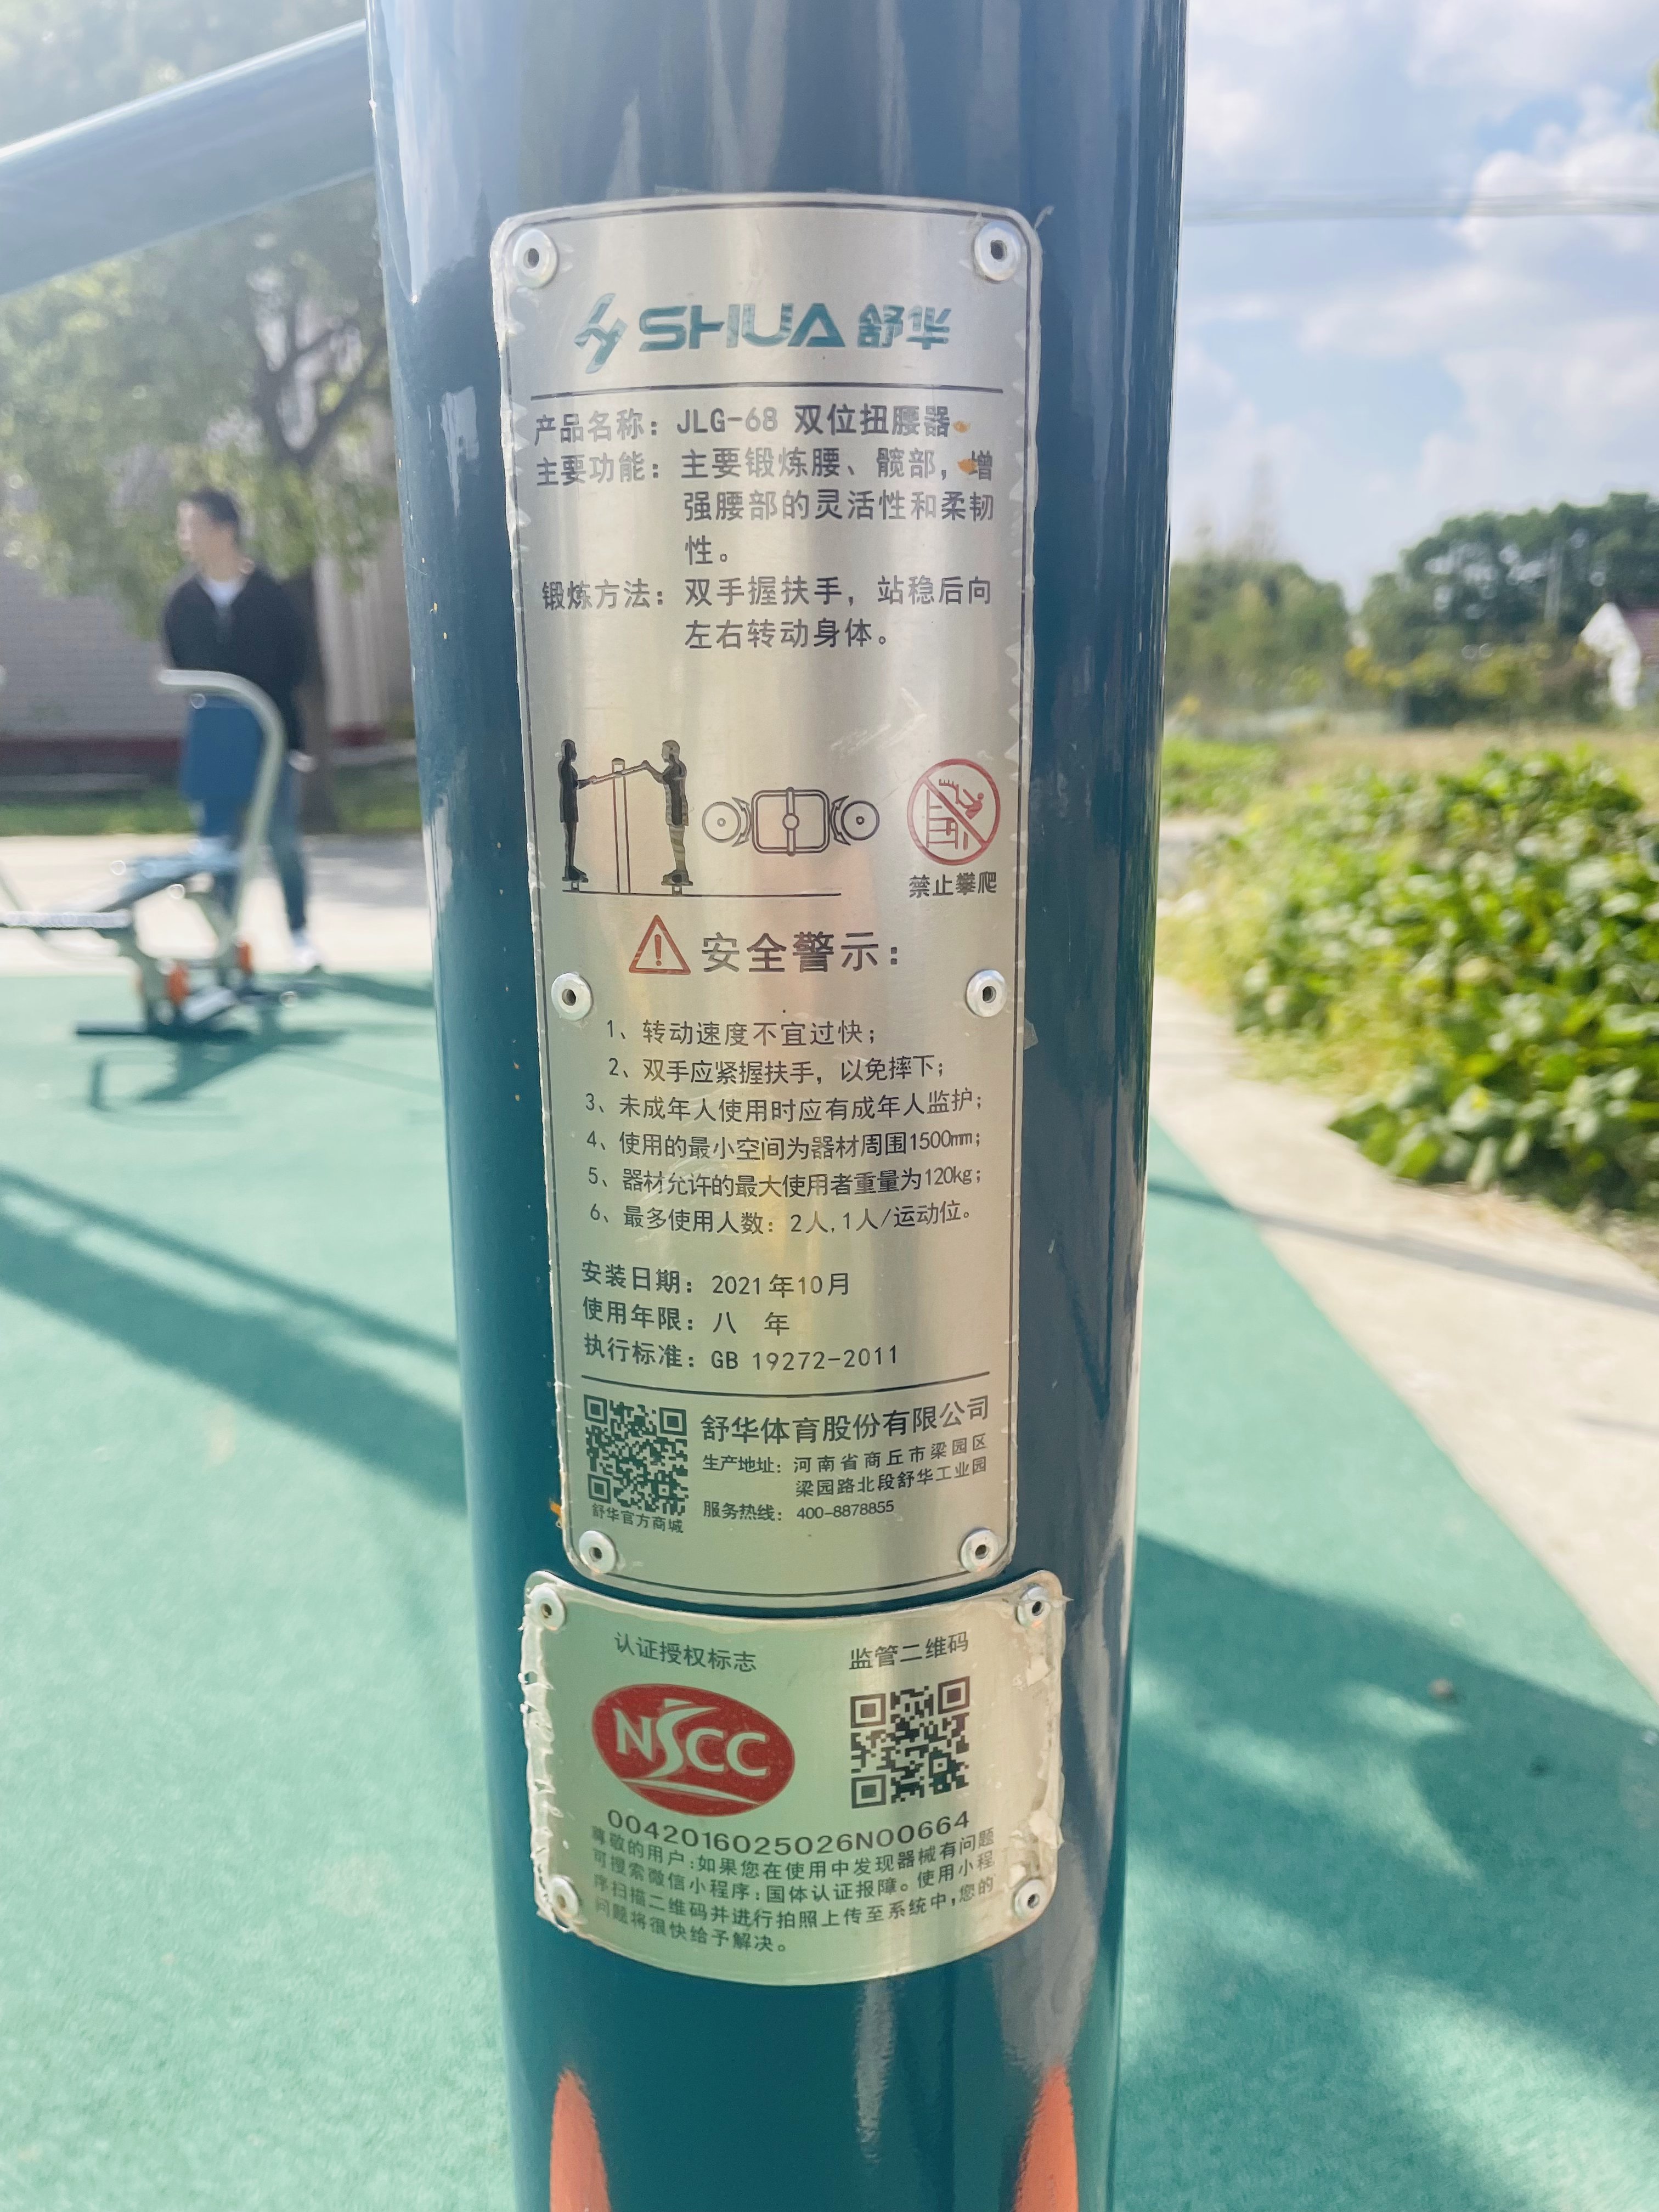 SHUA 舒华
产品名称：JLG-68 双位扭腰器
主要功能：主要锻炼腰、髋部，增
强腰部的灵活性和柔韧
性。
锻炼方法：双手握扶手，站稳后向
左右转动身体。
禁止攀爬
安全警示：
1、转动速度不宜过快；
2、双手应紧握扶手，以免摔下；
3、未成年人使用时应有成年人监护；
4、使用的最小空间为器材周围1500mm；
5、器材允许的最大使用者重量为120kg；
6、最多使用人数：2人,1人/运动位。
安装日期：2021年10月
使用年限：八 年
执行标准：GB 19272-2011
舒华体育股份有限公司
生产地址：河南省商丘市梁园区
梁园路北段舒华工业园
服务热线：400-8878855
舒华官方商城
认证授权标志 监管二维码
NSCC
0042016025026N00664
尊敬的用户:如果您在使用中发现器械有问题
可搜索微信小程序:国体认证报障。使用小程
序扫描二维码并进行拍照上传至系统中,您的
问题将很快给予解决。